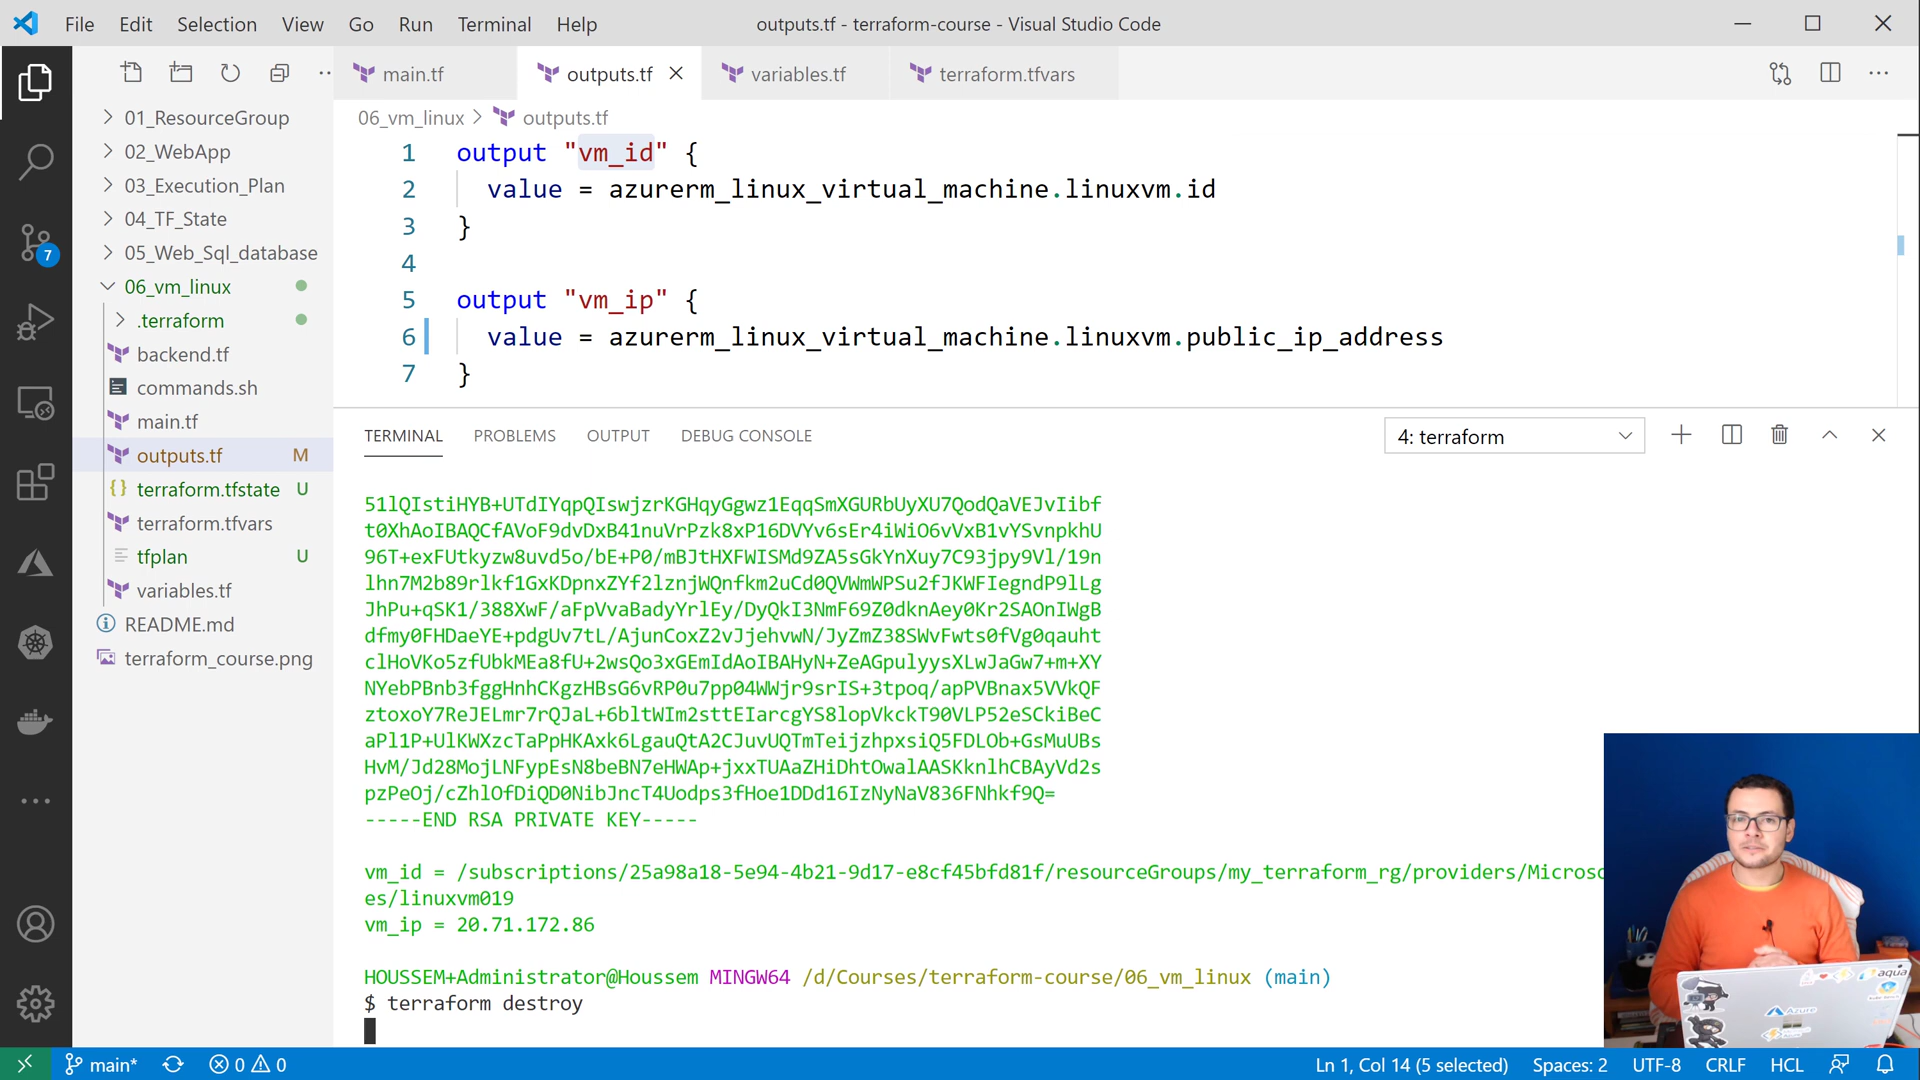 File Edit Selection View Go Run Terminal Help
outputs.tf - terraform-course - Visual Studio Code
main.tf outputs.tf variables.tf terraform.tfvars
06_vm_linux > outputs.tf
01_ResourceGroup
02_WebApp
03_Execution_Plan
04_TF_State
05_Web_Sql_database
06_vm_linux
.terraform
backend.tf
commands.sh
main.tf
outputs.tf M
terraform.tfstate U
terraform.tfvars
tfplan U
variables.tf
README.md
terraform_course.png
7
1 output "vm_id" {
2 value = azurerm_linux_virtual_machine.linuxvm.id
3 }
4
5 output "vm_ip" {
6 value = azurerm_linux_virtual_machine.linuxvm.public_ip_address
7 }
TERMINAL PROBLEMS OUTPUT DEBUG CONSOLE
4: terraform
51lQIstiHYB+UTdIYqpQIswjzrKGHqyGgwz1EqqSmXGURbUyXU7QodQaVEJvIibf
t0XhAoIBAQCfAVoF9dvDxB41nuVrPzk8xP16DVYv6sEr4iWiO6vVxB1vYSvnpkhU
96T+exFUtkyzw8uvd5o/bE+P0/mBJtHXFWISMd9ZA5sGkYnXuy7C93jpy9Vl/19n
lhn7M2b89rlkf1GxKDpnxZYf2lznjWQnfkm2uCd0QVWmWPSu2fJKWFIegndP9lLg
JhPu+qSK1/388XwF/aFpVvaBadyYrlEy/DyQkI3NmF69Z0dknAey0Kr2SAOnIWgB
dfmy0FHDaeYE+pdgUv7tL/AjunCoxZ2vJjehvwN/JyZmZ38SWvFwts0fVg0qauht
clHoVKo5zfUbkMEa8fU+2wsQo3xGEmIdAoIBAHyN+ZeAGpulyysXLwJaGw7+m+XY
NYebPBnb3fggHnhCKgzHBsG6vRP0u7pp04WWjr9srIS+3tpoq/apPVBnax5VVkQF
ztoxoY7ReJELmr7rQJaL+6bltWIm2sttEIarcgYS8lopVkckT90VLP52eSCkiBeC
aPl1P+UlKWXzcTaPpHKAxk6LgauQtA2CJuvUQTmTeijzhpxsiQ5FDLOb+GsMuUBs
HvM/Jd28MojLNFypEsN8beBN7eHWAp+jxxTUAaZHiDhtOwalAASKknlhCBAyVd2s
pzPeOj/cZhlOfDiQD0NibJncT4Uodps3fHoe1DDd16IzNyNaV836FNhkf9Q=
-----END RSA PRIVATE KEY-----
vm_id = /subscriptions/25a98a18-5e94-4b21-9d17-e8cf45bfd81f/resourceGroups/my_terraform_rg/providers/Microso
es/linuxvm019
vm_ip = 20.71.172.86
HOUSSEM+Administrator@Houssem MINGW64 /d/Courses/terraform-course/06_vm_linux (main)
$ terraform destroy
aqua
Azure
main* 0 0
Ln 1, Col 14 (5 selected) Spaces: 2 UTF-8 CRLF HCL